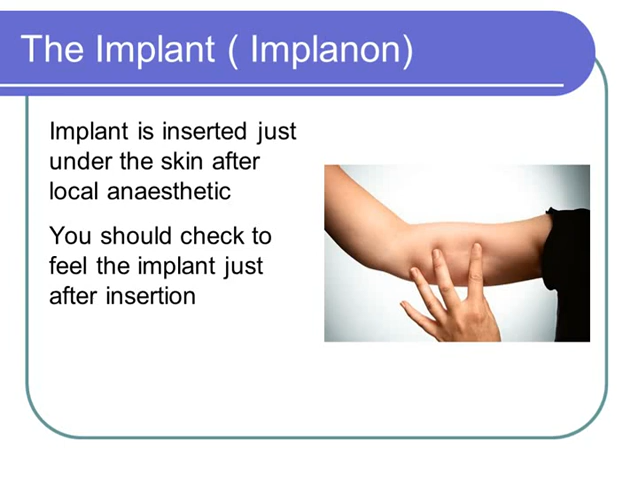 The Implant ( Implanon)
Implant is inserted just
under the skin after
local anaesthetic
You should check to
feel the implant just
after insertion